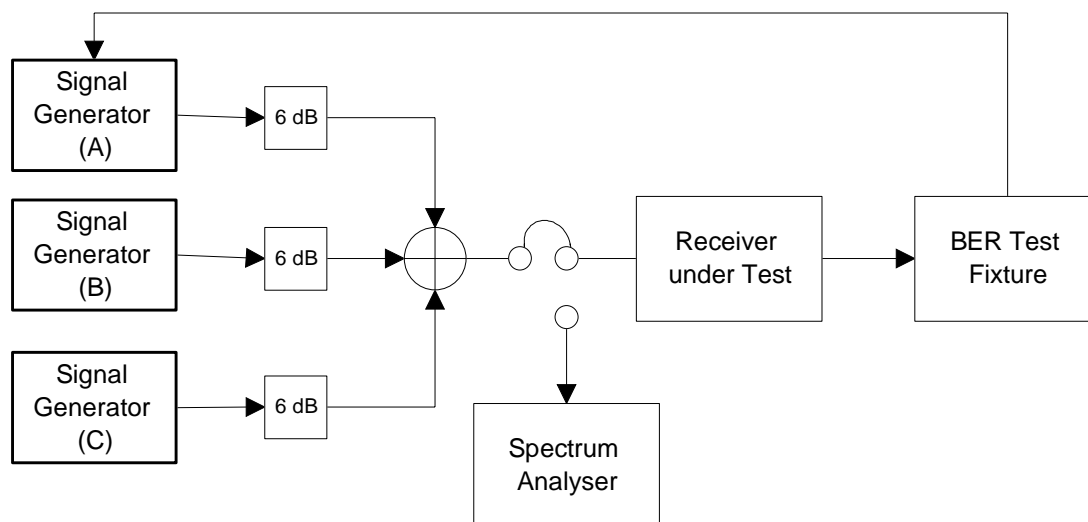 Signal
Generator
(A)
6 dB
Signal
Generator
(B)
6 dB
Receiver
under Test
BER Test
Fixture
Signal
Generator
(C)
6 dB
Spectrum
Analyser